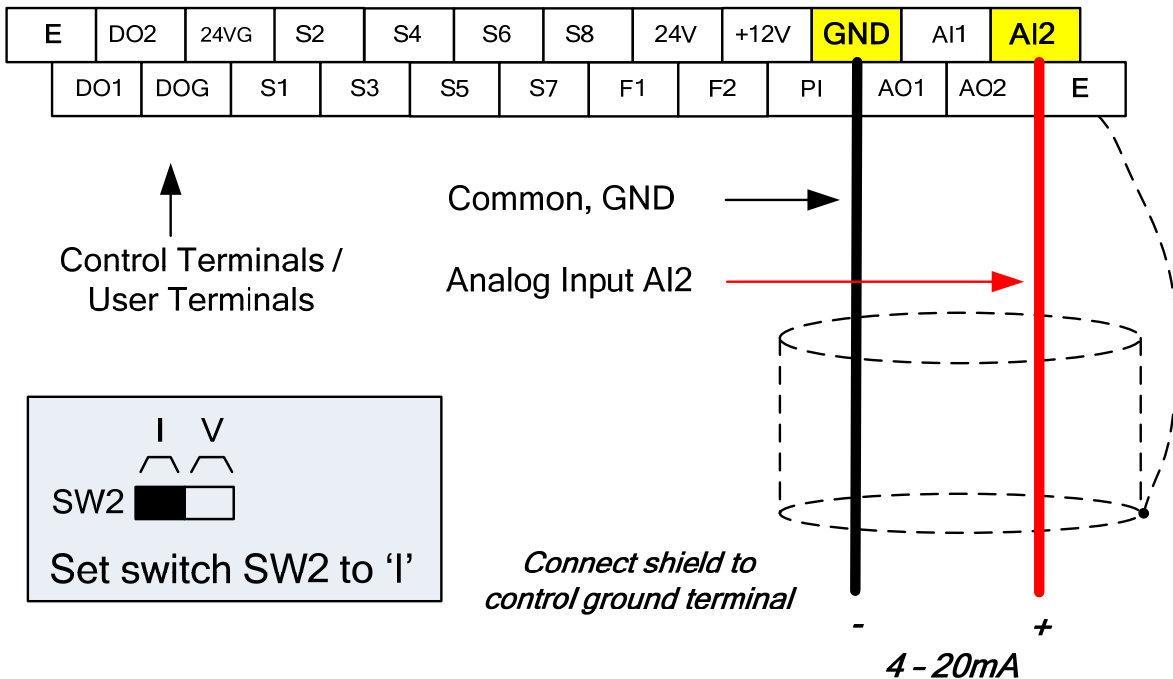 E DO2 24VG S2 S4 S6 S8 24V +12V GND AI1 AI2
DO1 DOG S1 S3 S5 S7 F1 F2 PI AO1 AO2 E
Common, GND
Control Terminals /
User Terminals
Analog Input AI2
I V
SW2
Set switch SW2 to ‘I’
Connect shield to
control ground terminal
- +
4 – 20mA